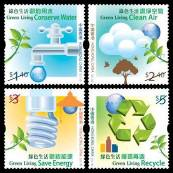 綠色生活 節約用水
Green Living Conserve Water
$1.40
綠色生活 潔淨空氣
Green Living Clean Air
$2.40
$3
綠色生活 節約能源
Green Living Save Energy
$5
綠色生活 循環再造
Green Living Recycle